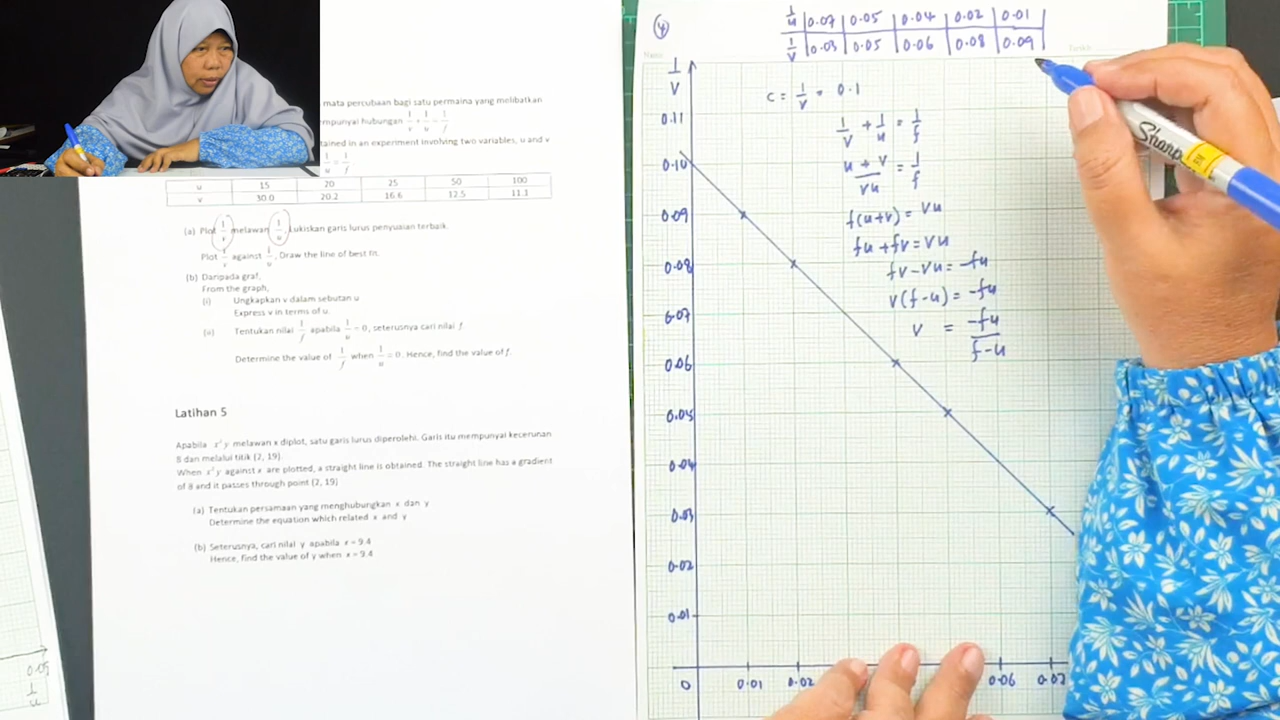 mata percubaan bagi satu permaina yang melibatkan
mpunyai hubungan 1/v + 1/u = 1/f
tained in an experiment involving two variables, u and v
1/u = 1/f
u 15 20 25 50 100
v 30.0 20.2 16.6 12.5 11.1
(a) Plot 1/v melawan 1/u. Lukiskan garis lurus penyuaian terbaik.
Plot 1/v against 1/u, Draw the line of best fit.
(b) Daripada graf,
From the graph,
(i) Ungkapkan v dalam sebutan u
Express v in terms of u.
(e) Tentukan nilai 1/f apabila 1/u = 0, seterusnya cari nilai f.
Determine the value of 1/f when 1/u = 0. Hence, find the value of f.
Latihan 5
Apabila x²y melawan x diplot, satu garis lurus diperolehi. Garis itu mempunyai kecerunan
8 dan melalui titik (2, 19).
When x²y against x are plotted, a straight line is obtained. The straight line has a gradient
of 8 and it passes through point (2, 19)
(a) Tentukan persamaan yang menghubungkan x dan y
Determine the equation which related x and y
(b) Seterusnya, cari nilai y apabila x = 9.4
Hence, find the value of y when x = 9.4
0.05
1/u
4
1/u 0.07 0.05 0.04 0.02 0.01
1/v 0.03 0.05 0.06 0.08 0.09
1/V
C = 1/v = 0.1
0.11
1/v + 1/u = 1/f
0.10
u + v/vu = 1/f
0.09
f(u+v) = vu
fu + fv = vu
0.08
fv - vu = -fu
v(f-u) = -fu
0.07
v = -fu/f-u
0.06
0.05
0.04
0.03
0.02
0.01
0 0.01 0.02 0.06 0.07
Sharpie